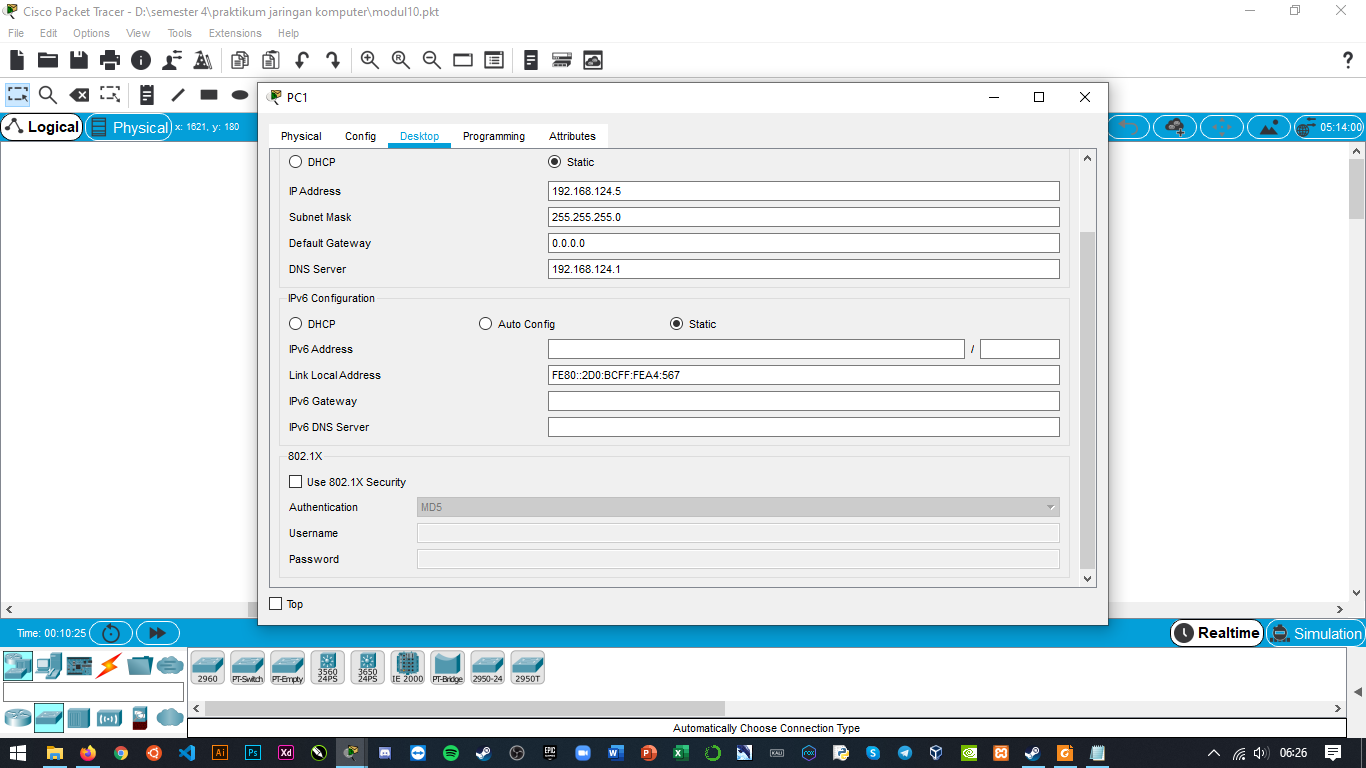 Cisco Packet Tracer - D:\semester 4\praktikum jaringan komputer\modul10.pkt
File Edit Options View Tools Extensions Help
PC1
Logical
Physical
x: 1621, y: 180
05:14:00
Physical Config Desktop Programming Attributes
DHCP Static
IP Address 192.168.124.5
Subnet Mask 255.255.255.0
Default Gateway 0.0.0.0
DNS Server 192.168.124.1
IPv6 Configuration
DHCP Auto Config Static
IPv6 Address /
Link Local Address FE80::2D0:BCFF:FEA4:567
IPv6 Gateway
IPv6 DNS Server
802.1X
Use 802.1X Security
Authentication MD5
Username
Password
Top
Time: 00:10:25
Realtime
Simulation
2960 PT-Switch PT-Empty 3560 24PS 3650 24PS IE 2000 PT-Bridge 2950-24 2950T
Automatically Choose Connection Type
06:26